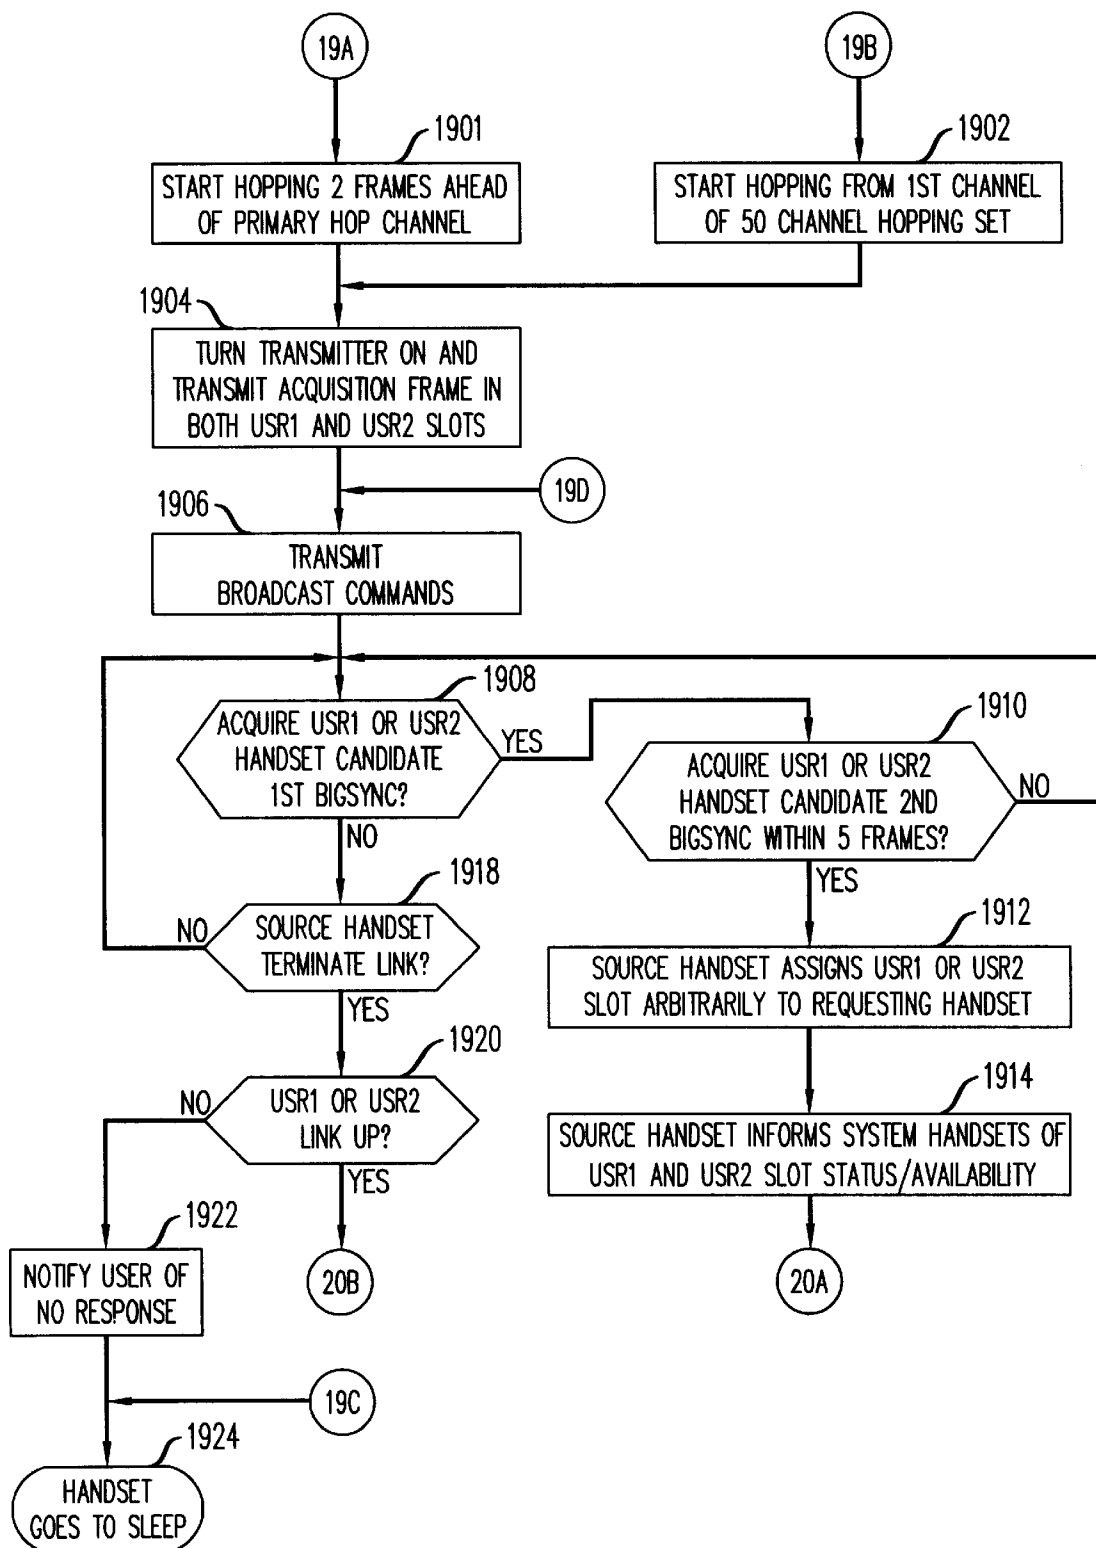 19A
19B
1901
1902
START HOPPING 2 FRAMES AHEAD
OF PRIMARY HOP CHANNEL
START HOPPING FROM 1ST CHANNEL
OF 50 CHANNEL HOPPING SET
1904
TURN TRANSMITTER ON AND
TRANSMIT ACQUISITION FRAME IN
BOTH USR1 AND USR2 SLOTS
19D
1906
TRANSMIT
BROADCAST COMMANDS
1908
ACQUIRE USR1 OR USR2
HANDSET CANDIDATE
1ST BIGSYNC?
YES
NO
1910
ACQUIRE USR1 OR USR2
HANDSET CANDIDATE 2ND
BIGSYNC WITHIN 5 FRAMES?
NO
YES
1918
SOURCE HANDSET
TERMINATE LINK?
NO
YES
1912
SOURCE HANDSET ASSIGNS USR1 OR USR2
SLOT ARBITRARILY TO REQUESTING HANDSET
1920
USR1 OR USR2
LINK UP?
NO
YES
1914
SOURCE HANDSET INFORMS SYSTEM HANDSETS OF
USR1 AND USR2 SLOT STATUS/AVAILABILITY
1922
NOTIFY USER OF
NO RESPONSE
20B
20A
19C
1924
HANDSET
GOES TO SLEEP